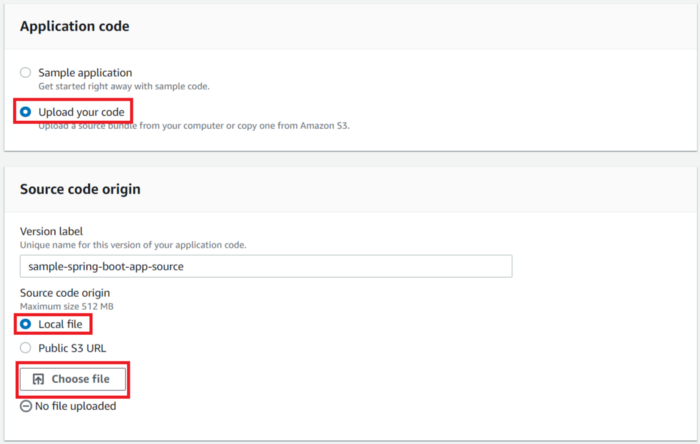 Application code
Sample application
Get started right away with sample code.
Upload your code
Upload a source bundle from your computer or copy one from Amazon S3.
Source code origin
Version label
Unique name for this version of your application code.
sample-spring-boot-app-source
Source code origin
Maximum size 512 MB
Local file
Public S3 URL
Choose file
No file uploaded